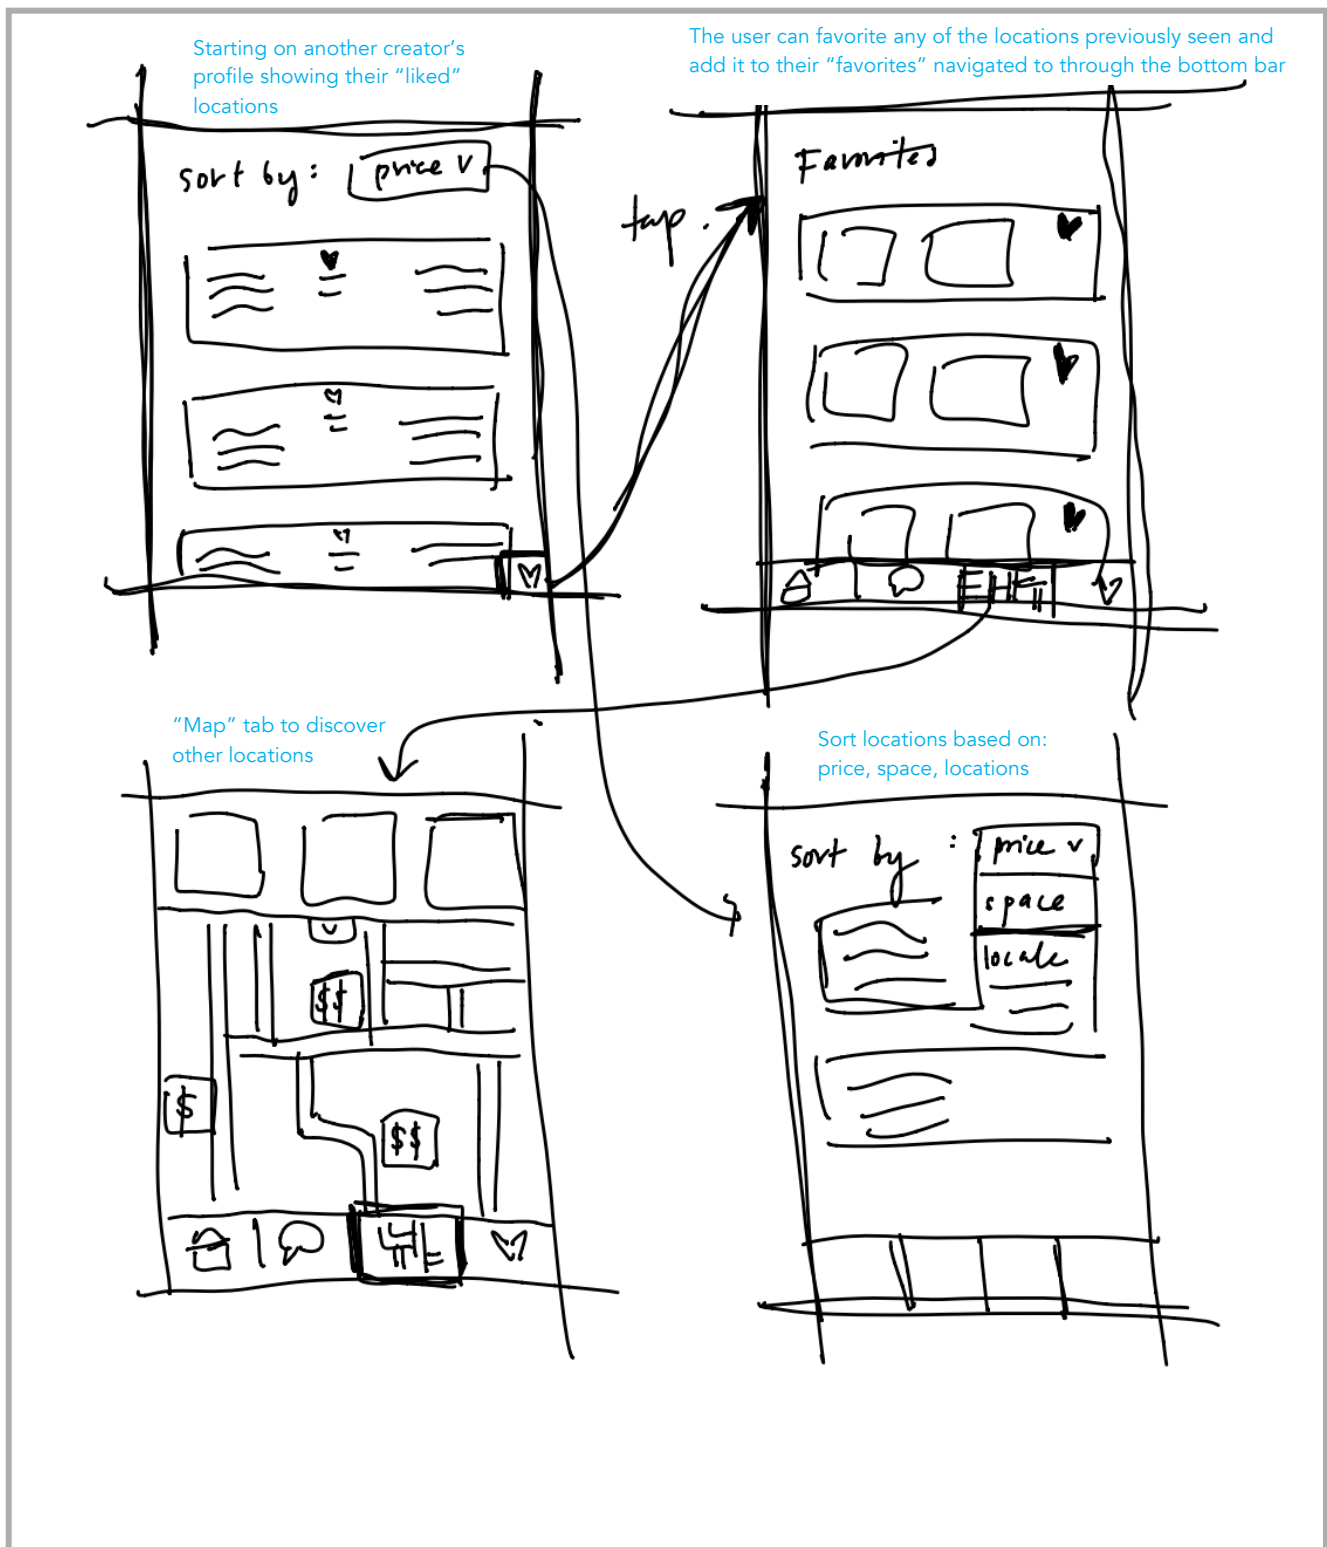 Starting on another creator’s
profile showing their “liked”
locations
sort by: price v
The user can favorite any of the locations previously seen and
add it to their “favorites” navigated to through the bottom bar
tap.
Favorites
“Map” tab to discover
other locations
$$
$
$$
Sort locations based on:
price, space, locations
sort by : price v
space
locale